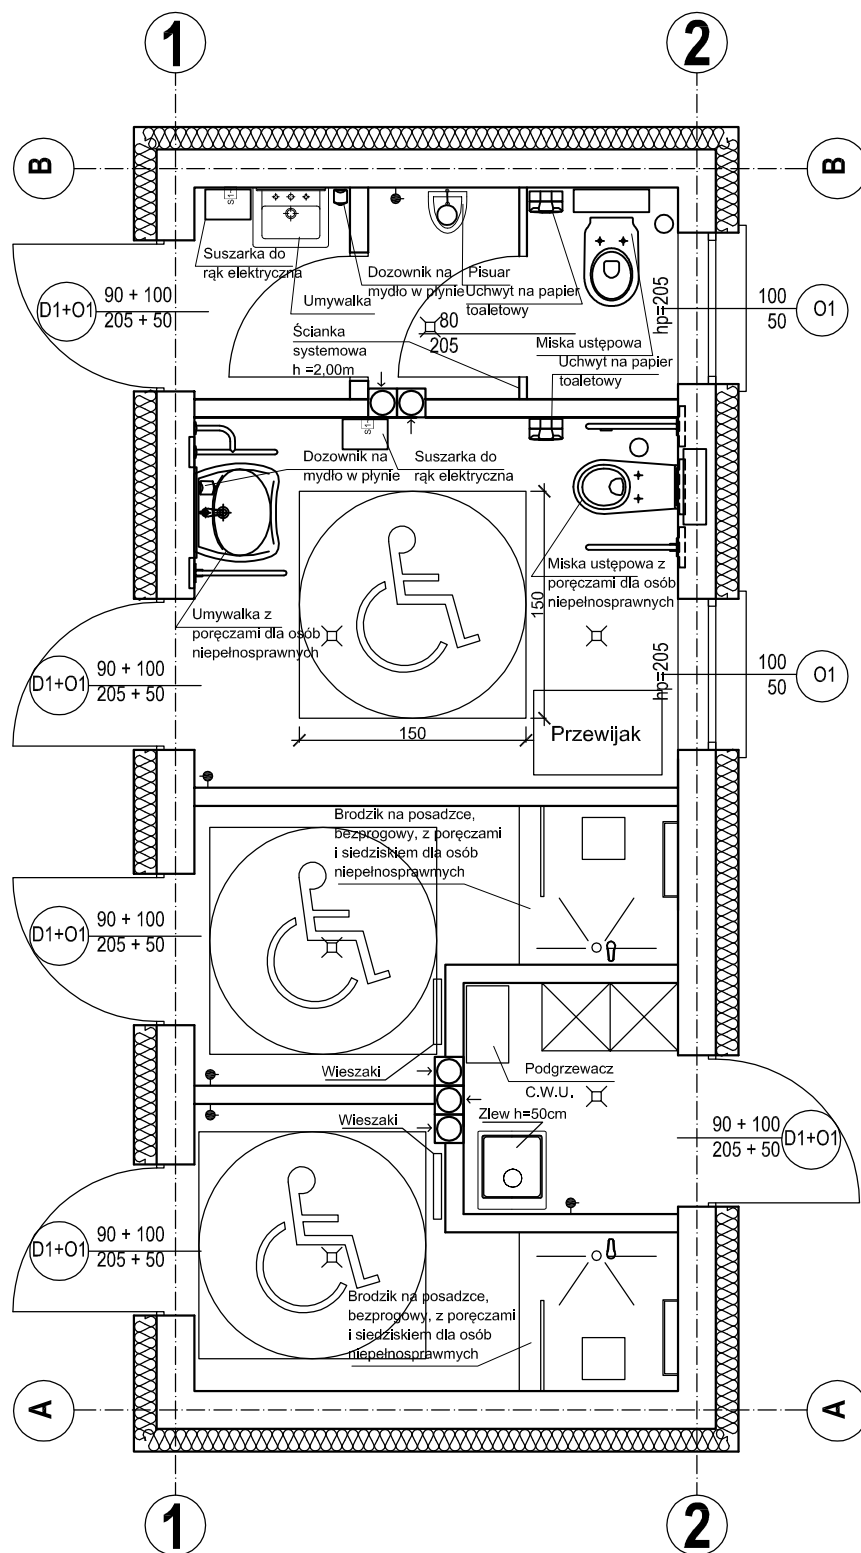 1
2
B
B
Suszarka do
rąk elektryczna
Umywalka
Dozownik na
mydło w płynie
Pisuar
Uchwyt na papier
toaletowy
hp=205
D1+O1
90 + 100
205 + 50
100
50
O1
80
205
Ścianka
systemowa
h =2,00m
Miska ustępowa
Uchwyt na papier
toaletowy
Dozownik na
mydło w płynie
Suszarka do
rąk elektryczna
Miska ustępowa z
poręczami dla osób
niepełnosprawnych
150
Umywalka z
poręczami dla osób
niepełnosprawnych
D1+O1
90 + 100
205 + 50
hp=205
100
50
O1
150
Przewijak
Brodzik na posadzce,
bezprogowy, z poręczami
i siedziskiem dla osób
niepełnosprawmych
D1+O1
90 + 100
205 + 50
Wieszaki
Podgrzewacz
C.W.U.
Wieszaki
Zlew h=50cm
90 + 100
205 + 50
D1+O1
D1+O1
90 + 100
205 + 50
Brodzik na posadzce,
bezprogowy, z poręczami
i siedziskiem dla osób
niepełnosprawmych
A
A
1
2